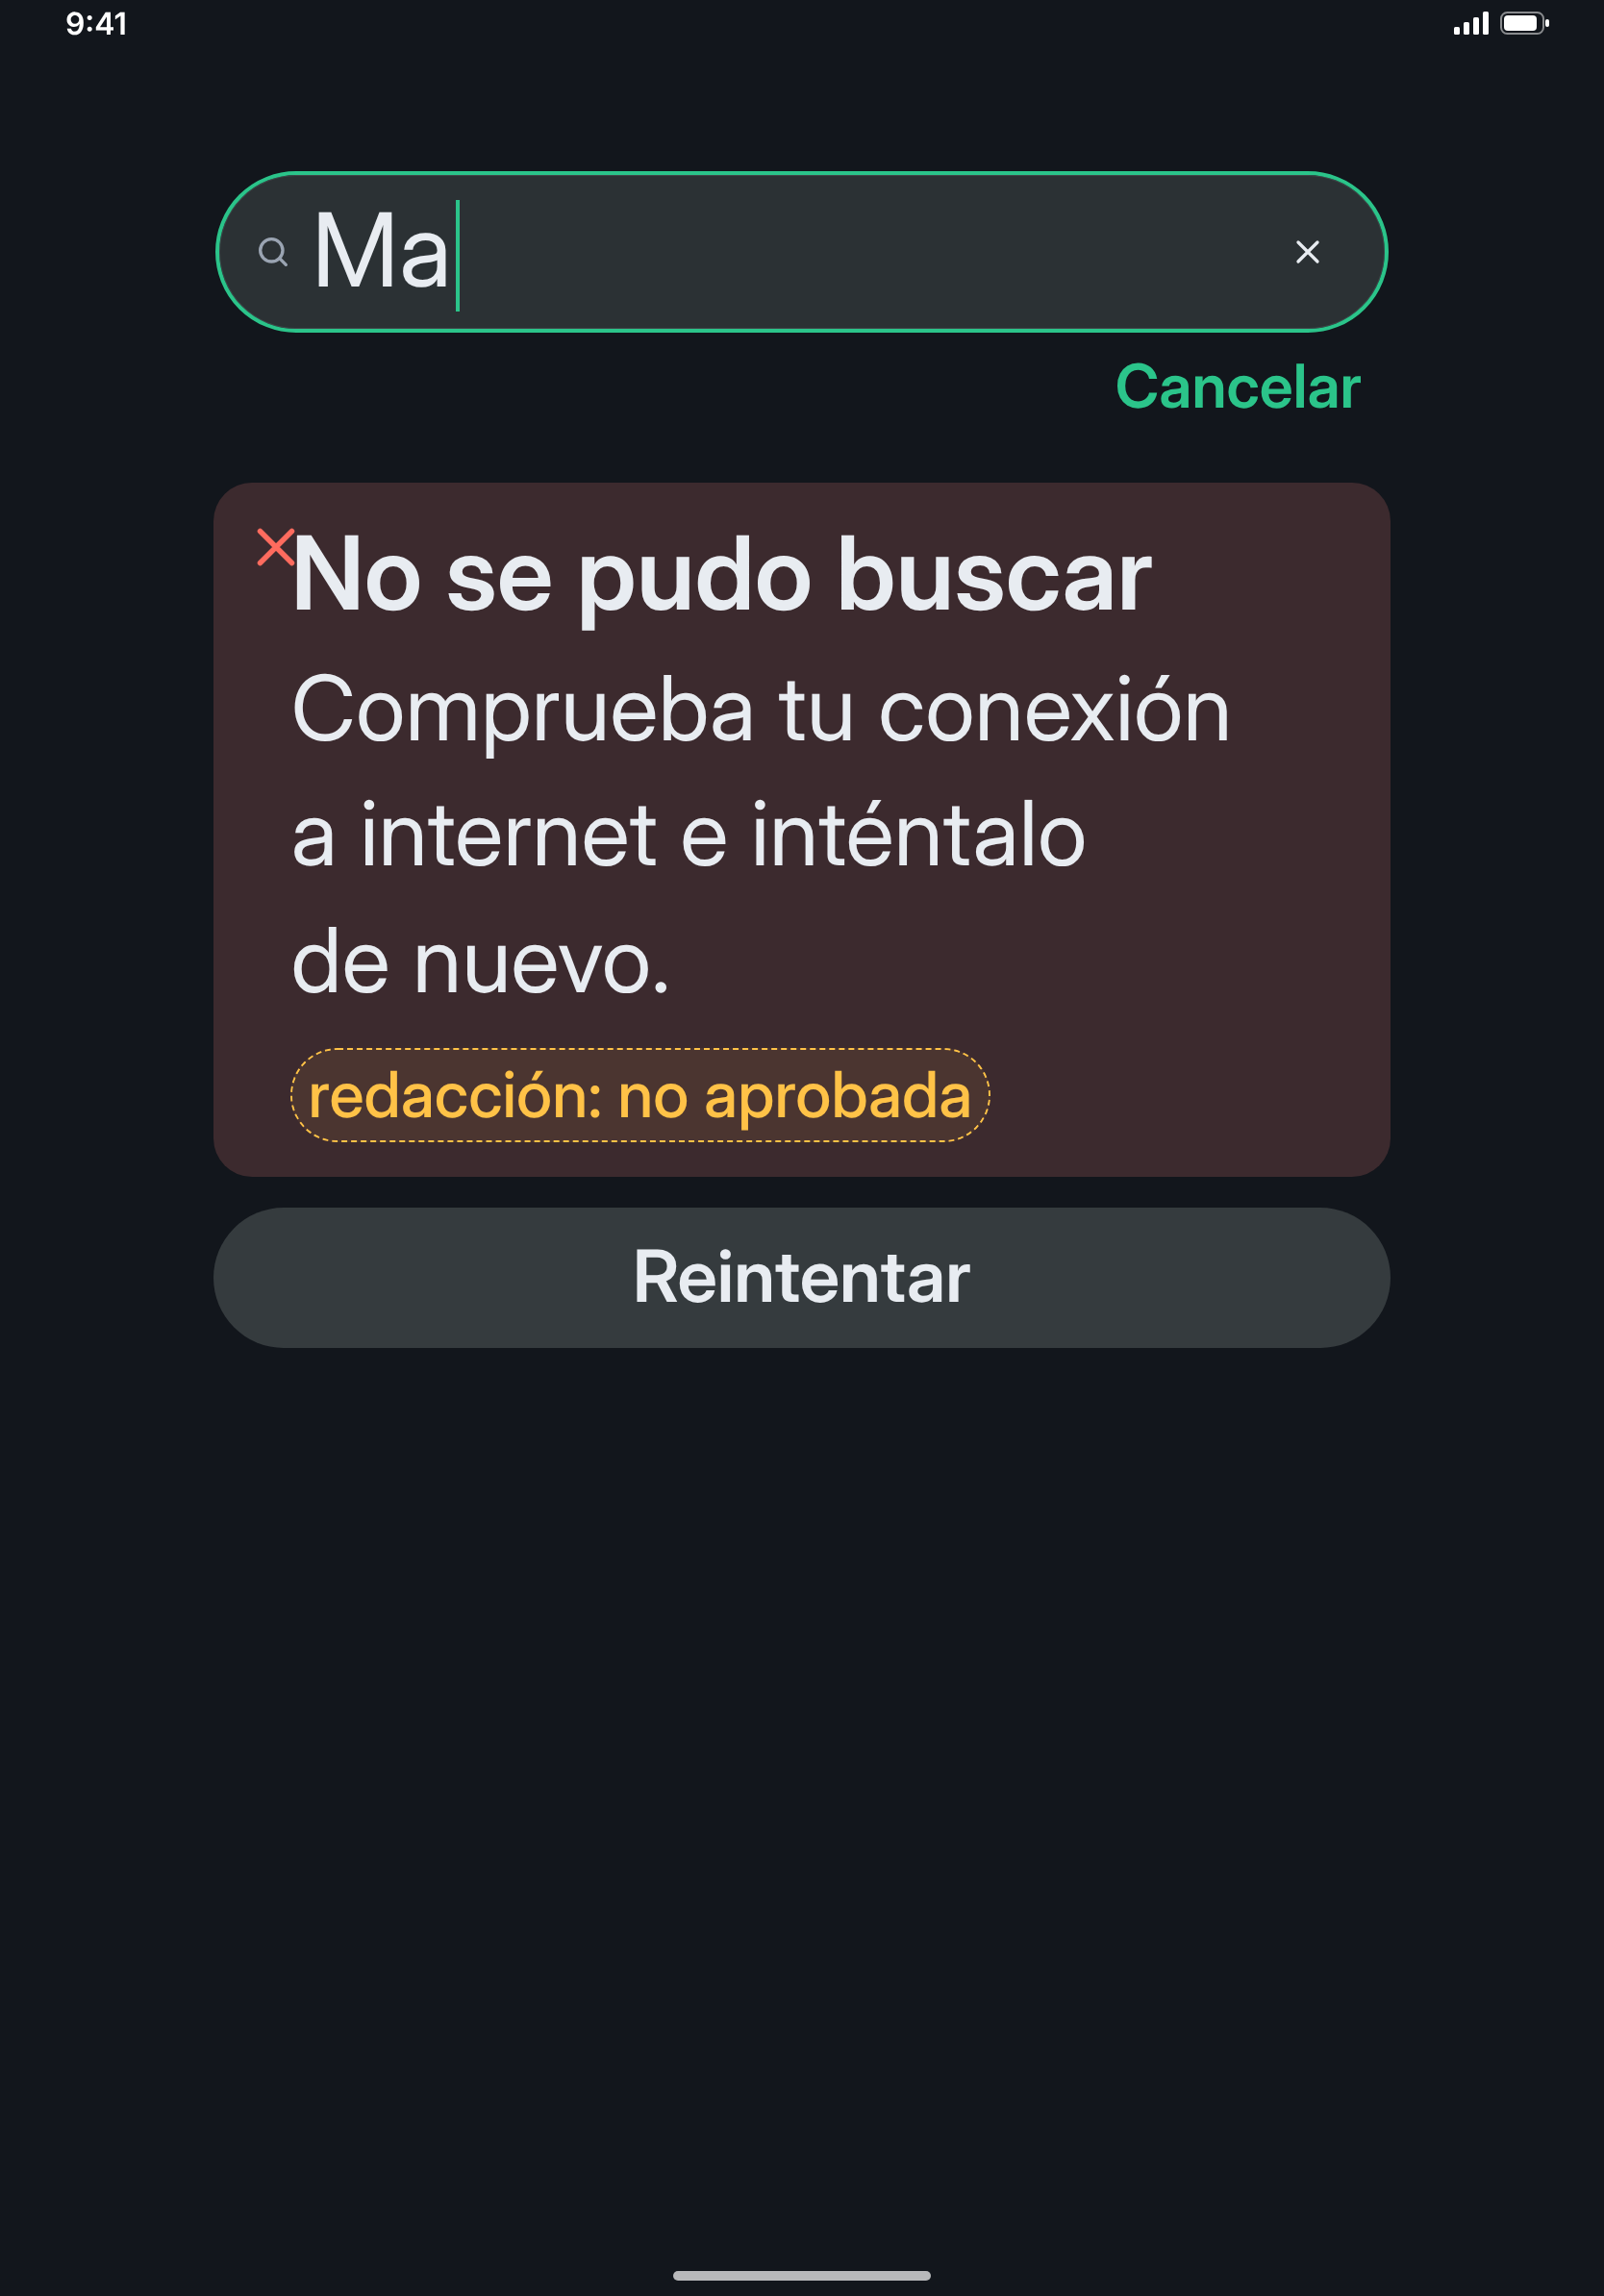 9:41
Ma
Cancelar
No se pudo buscar
Comprueba tu conexión
a internet e inténtalo
de nuevo.
redacción: no aprobada
Reintentar